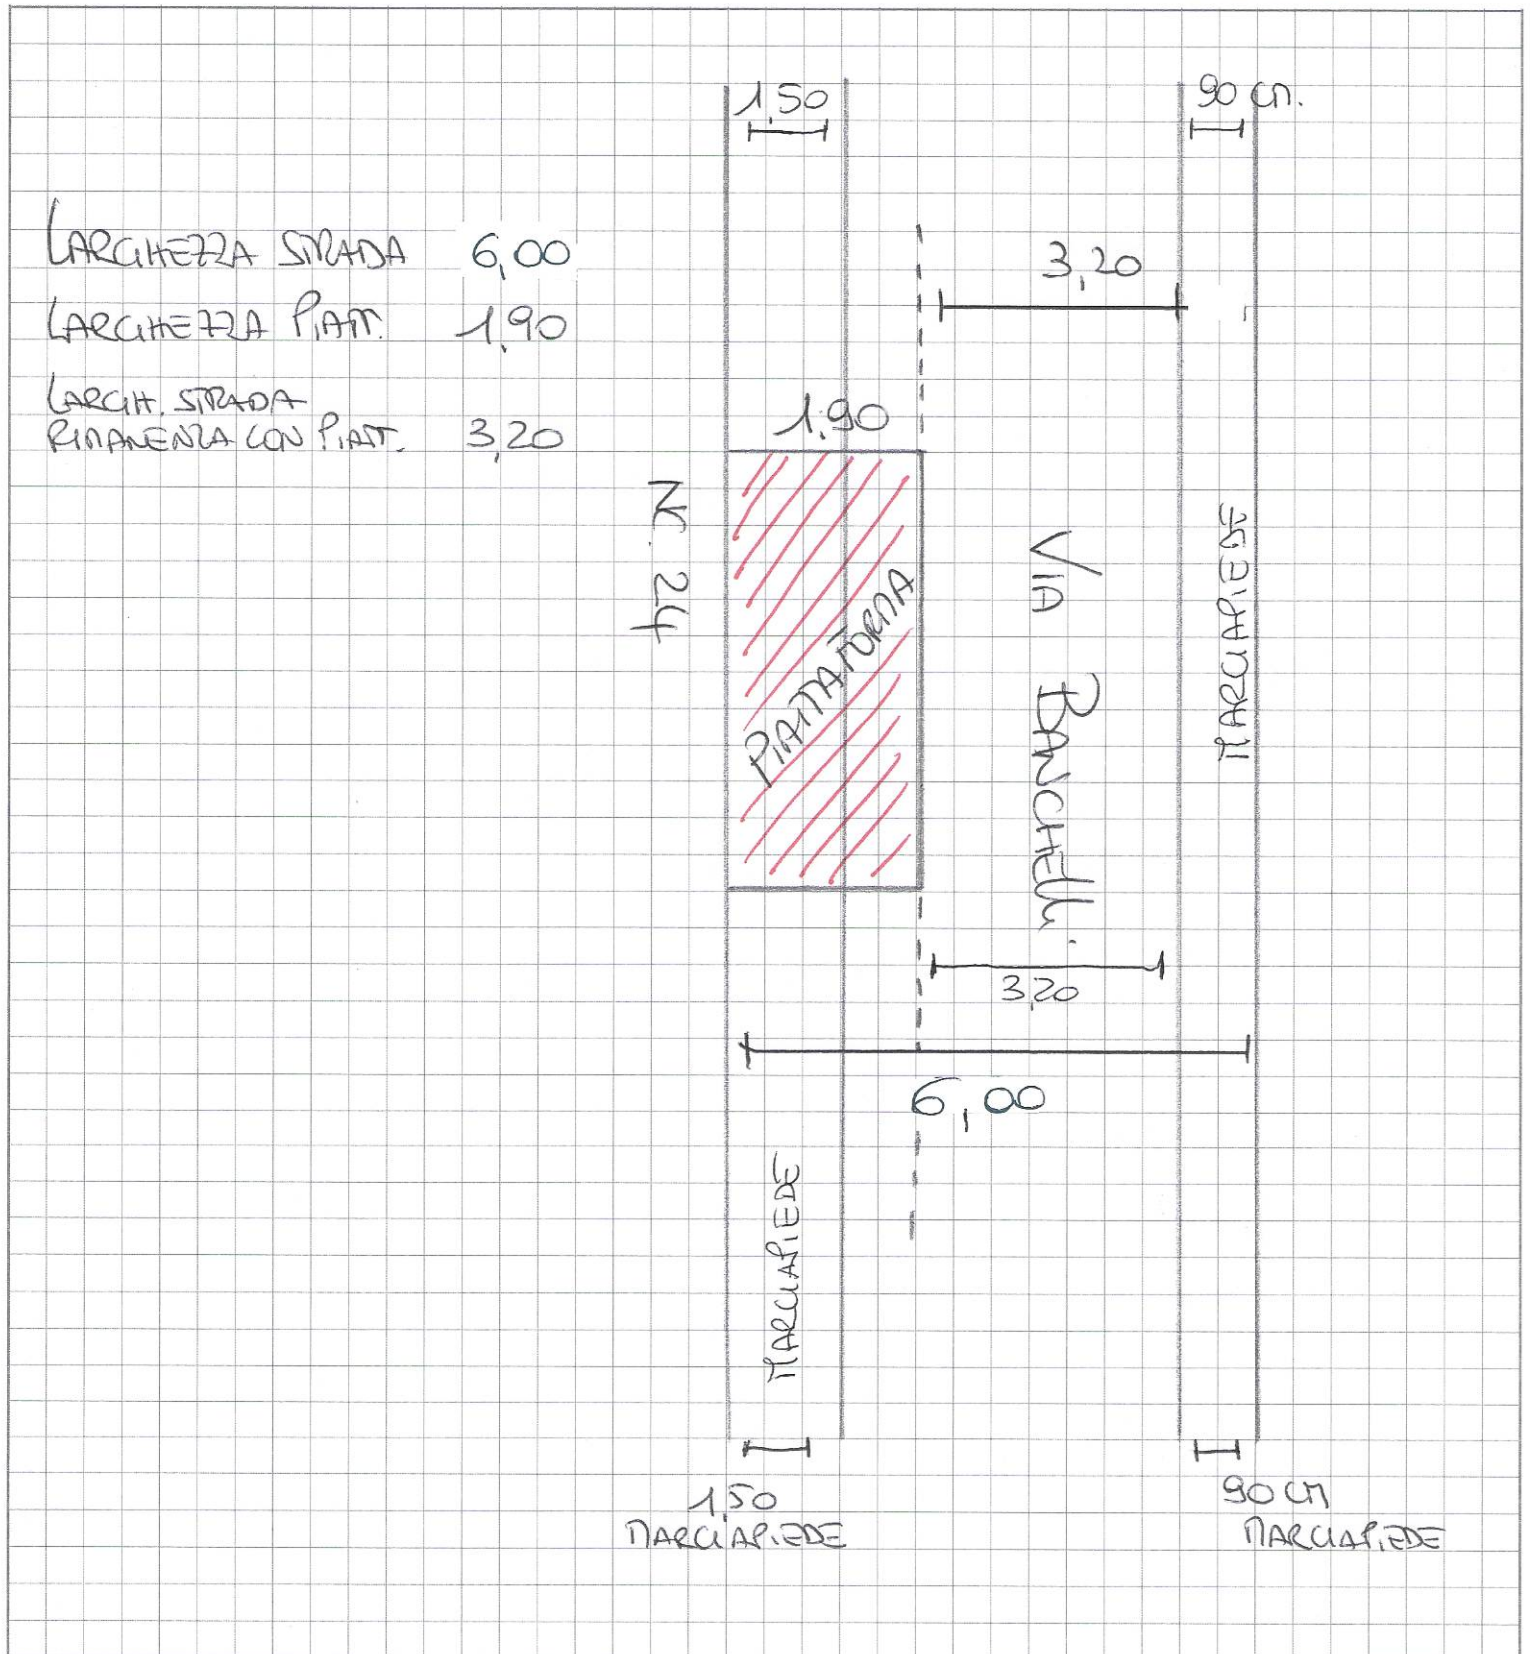 1,50
90 CM.
LARGHEZZA STRADA 6,00
3,20
LARGHEZZA PIATT. 1,90
LARGH. STRADA
RIMANENZA CON PIATT. 3,20
1,90
NC. 24
PIATTAFORMA
VIA BANCHELLI.
MARCIAPIEDE
3,20
6,00
MARCIAPIEDE
1,50
MARCIAPIEDE
90 CM
MARCIAPIEDE